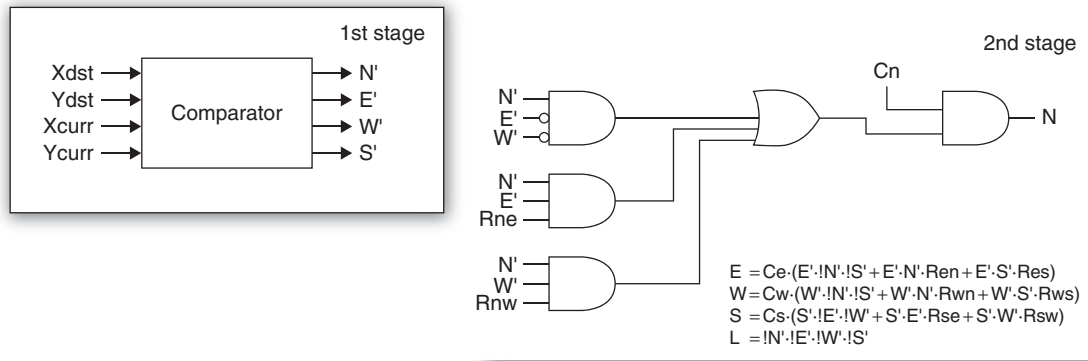 1st stage
Xdst
Ydst
Xcurr
Ycurr
Comparator
N'
E'
W'
S'
2nd stage
Cn
N'
E'
W'
N
N'
E'
Rne
N'
W'
Rnw
E = Ce·(E'·!N'·!S' + E'·N'·Ren + E'·S'·Res)
W = Cw·(W'·!N'·!S' + W'·N'·Rwn + W'·S'·Rws)
S = Cs·(S'·!E'·!W' + S'·E'·Rse + S'·W'·Rsw)
L = !N'·!E'·!W'·!S'